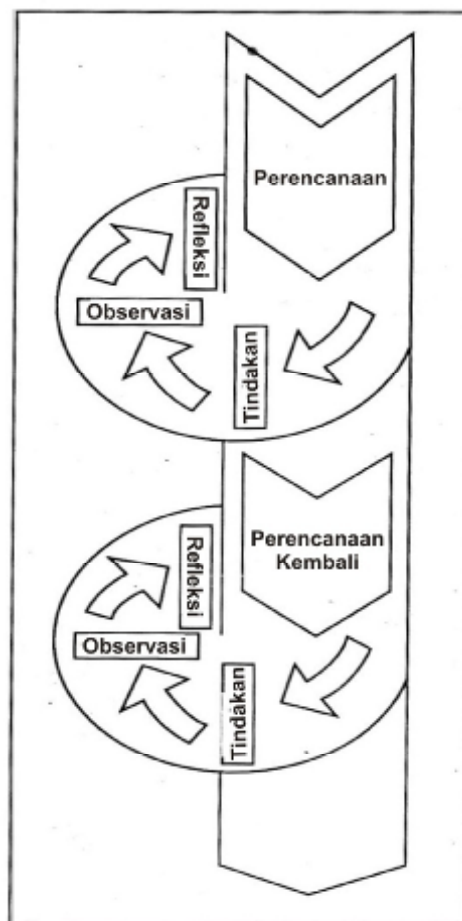 Perencanaan
Refleksi
Observasi
Tindakan
Perencanaan
Kembali
Refleksi
Observasi
Tindakan